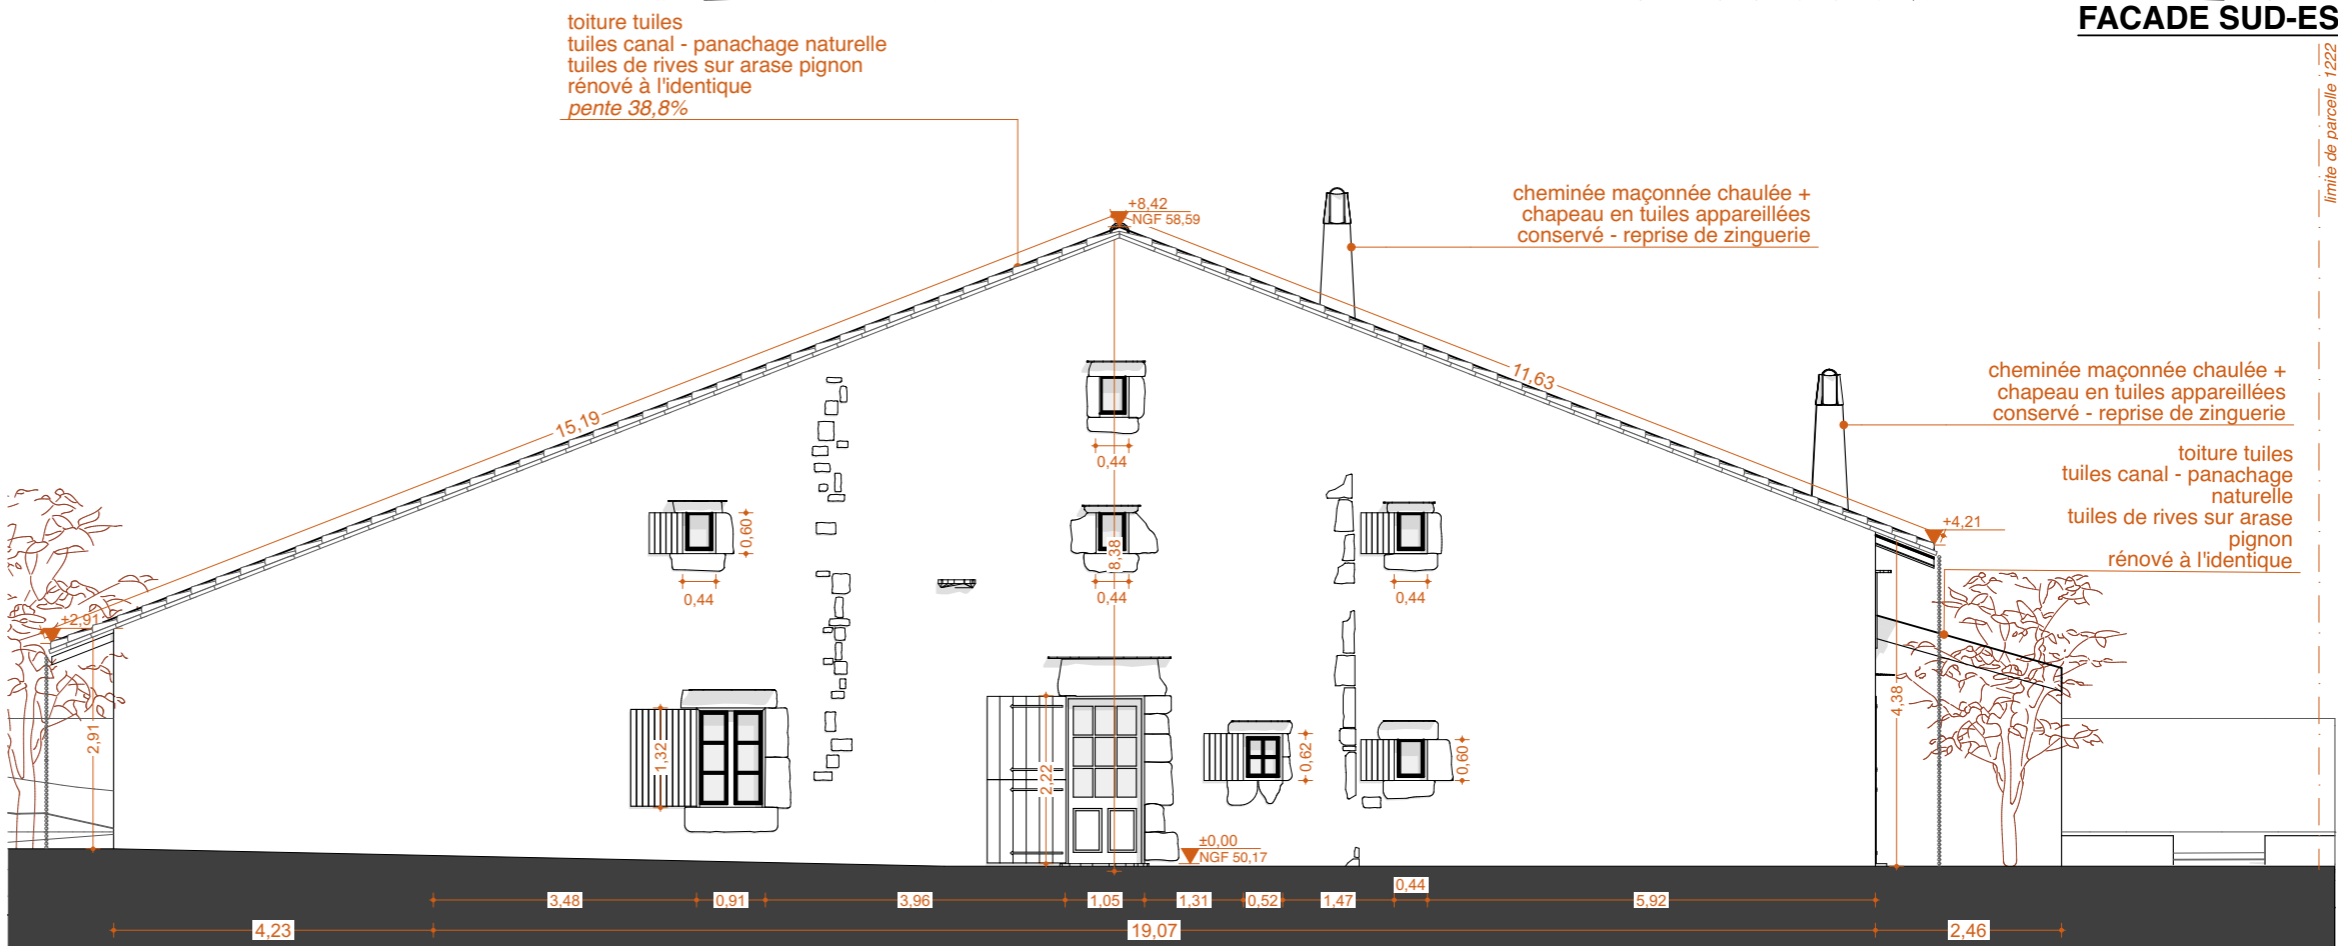 FACADE SUD-ES
limite de parcelle 1222
toiture tuiles
tuiles canal - panachage naturelle
tuiles de rives sur arase pignon
rénové à l'identique
pente 38,8%
cheminée maçonnée chaulée +
chapeau en tuiles appareillées
conservé - reprise de zinguerie
+8,42
NGF 58,59
cheminée maçonnée chaulée +
chapeau en tuiles appareillées
conservé - reprise de zinguerie
toiture tuiles
tuiles canal - panachage
naturelle
tuiles de rives sur arase
pignon
rénové à l'identique
15,19
11,63
+4,21
0,44
0,60
0,44
8,38
0,44
0,44
+2,91
2,91
1,32
2,22
0,62
0,60
4,38
±0,00
NGF 50,17
3,48
0,91
3,96
1,05
1,31
0,52
1,47
0,44
5,92
4,23
19,07
2,46